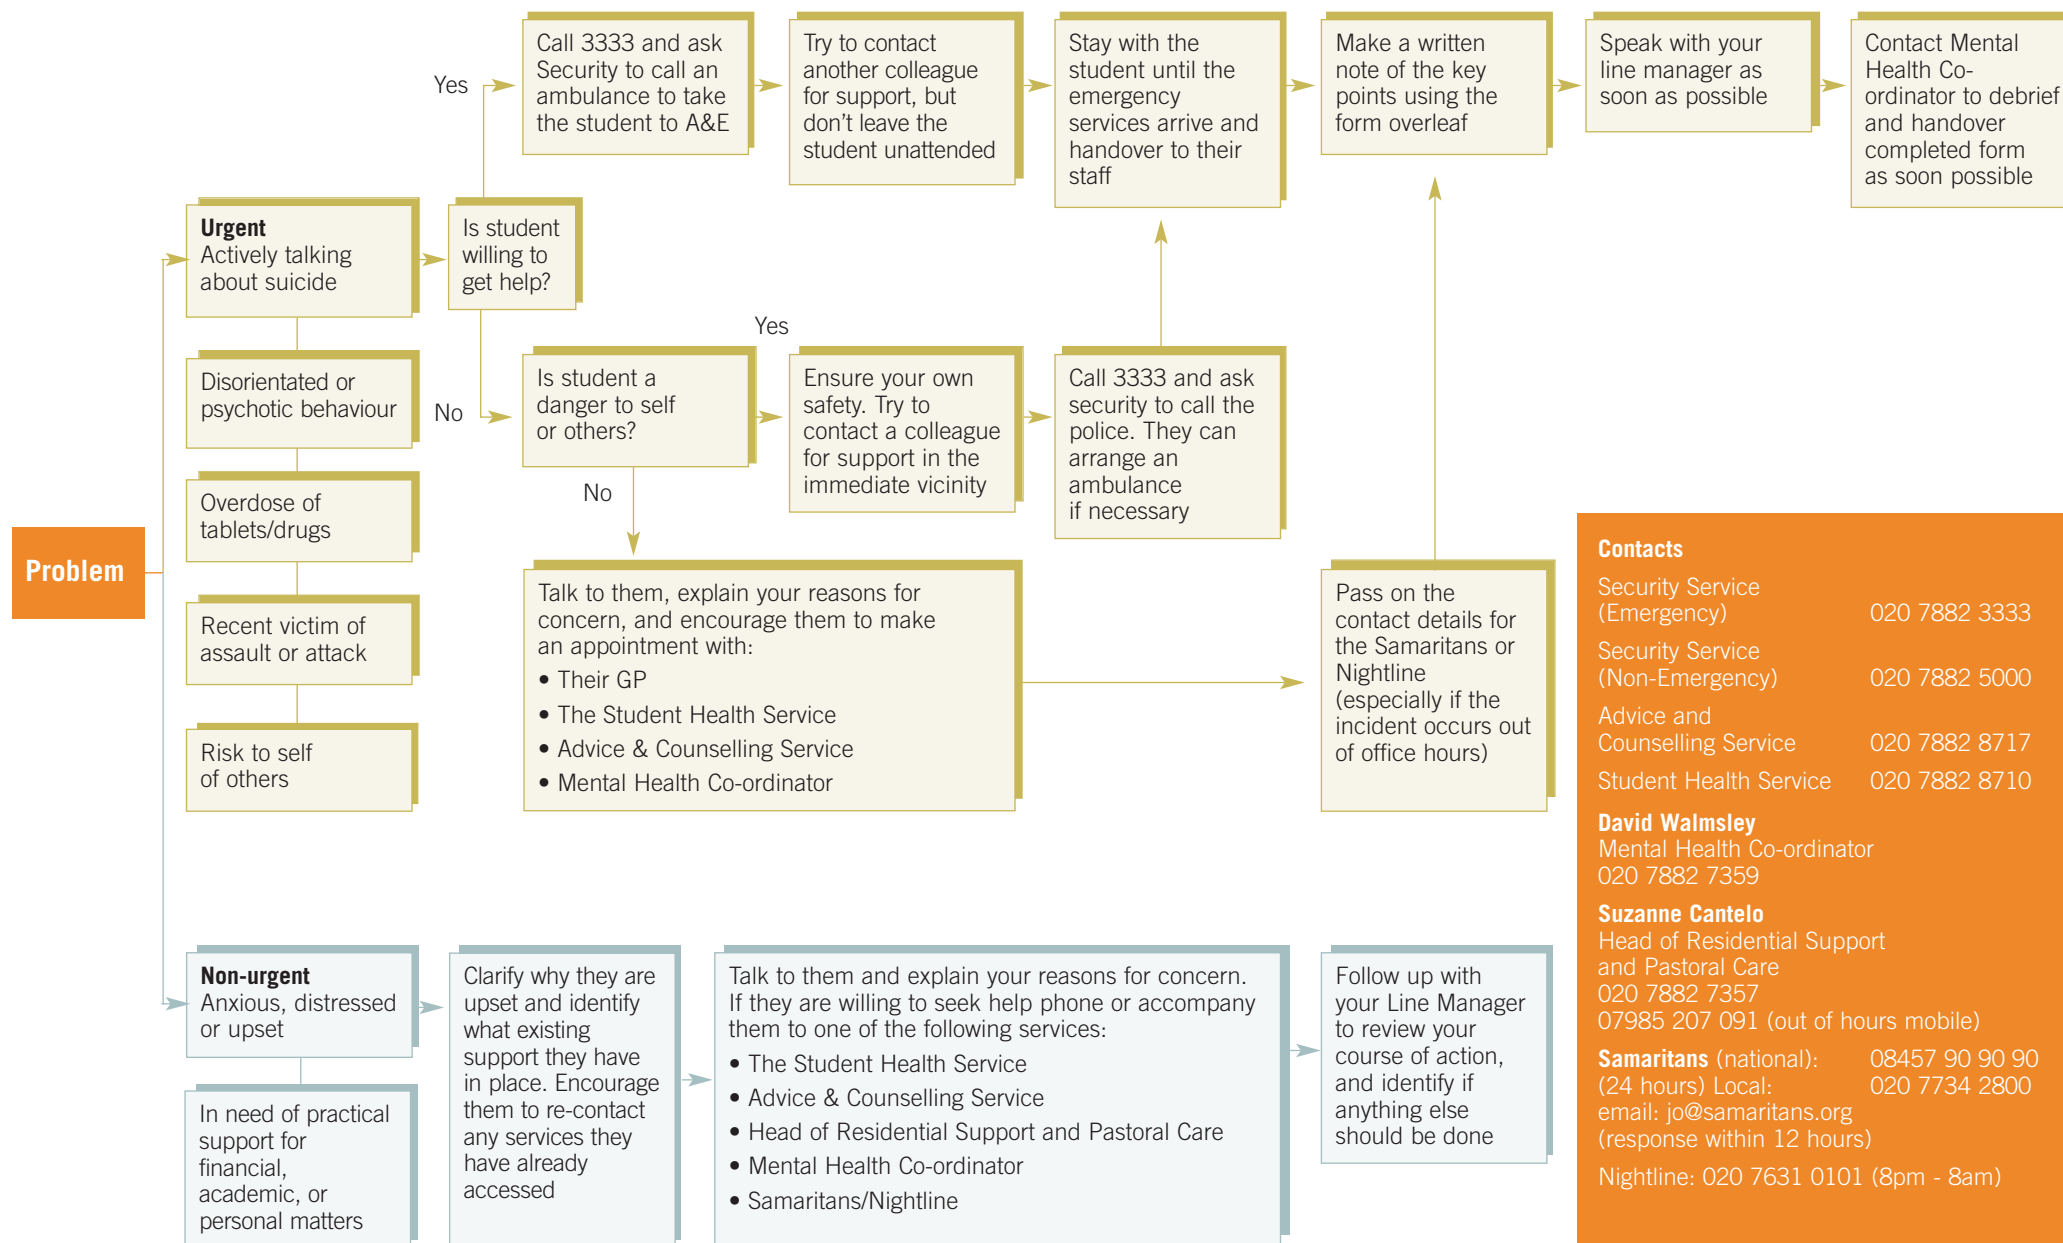 Problem
Urgent
Actively talking
about suicide
Disorientated or
psychotic behaviour
Overdose of
tablets/drugs
Recent victim of
assault or attack
Risk to self
of others
Is student
willing to
get help?
Yes
Call 3333 and ask
Security to call an
ambulance to take
the student to A&E
Try to contact
another colleague
for support, but
don't leave the
student unattended
Stay with the
student until the
emergency
services arrive and
handover to their
staff
Make a written
note of the key
points using the
form overleaf
Speak with your
line manager as
soon as possible
Contact Mental
Health Co-
ordinator to debrief
and handover
completed form
as soon possible
No
Is student a
danger to self
or others?
Yes
Ensure your own
safety. Try to
contact a colleague
for support in the
immediate vicinity
Call 3333 and ask
security to call the
police. They can
arrange an
ambulance
if necessary
No
Talk to them, explain your reasons for
concern, and encourage them to make
an appointment with:
• Their GP
• The Student Health Service
• Advice & Counselling Service
• Mental Health Co-ordinator
Pass on the
contact details for
the Samaritans or
Nightline
(especially if the
incident occurs out
of office hours)
Non-urgent
Anxious, distressed
or upset
In need of practical
support for
financial,
academic, or
personal matters
Clarify why they are
upset and identify
what existing
support they have
in place. Encourage
them to re-contact
any services they
have already
accessed
Talk to them and explain your reasons for concern.
If they are willing to seek help phone or accompany
them to one of the following services:
• The Student Health Service
• Advice & Counselling Service
• Head of Residential Support and Pastoral Care
• Mental Health Co-ordinator
• Samaritans/Nightline
Follow up with
your Line Manager
to review your
course of action,
and identify if
anything else
should be done
Contacts
Security Service
(Emergency) 020 7882 3333
Security Service
(Non-Emergency) 020 7882 5000
Advice and
Counselling Service 020 7882 8717
Student Health Service 020 7882 8710
David Walmsley
Mental Health Co-ordinator
020 7882 7359
Suzanne Cantelo
Head of Residential Support
and Pastoral Care
020 7882 7357
07985 207 091 (out of hours mobile)
Samaritans (national): 08457 90 90 90
(24 hours) Local: 020 7734 2800
email: jo@samaritans.org
(response within 12 hours)
Nightline: 020 7631 0101 (8pm - 8am)